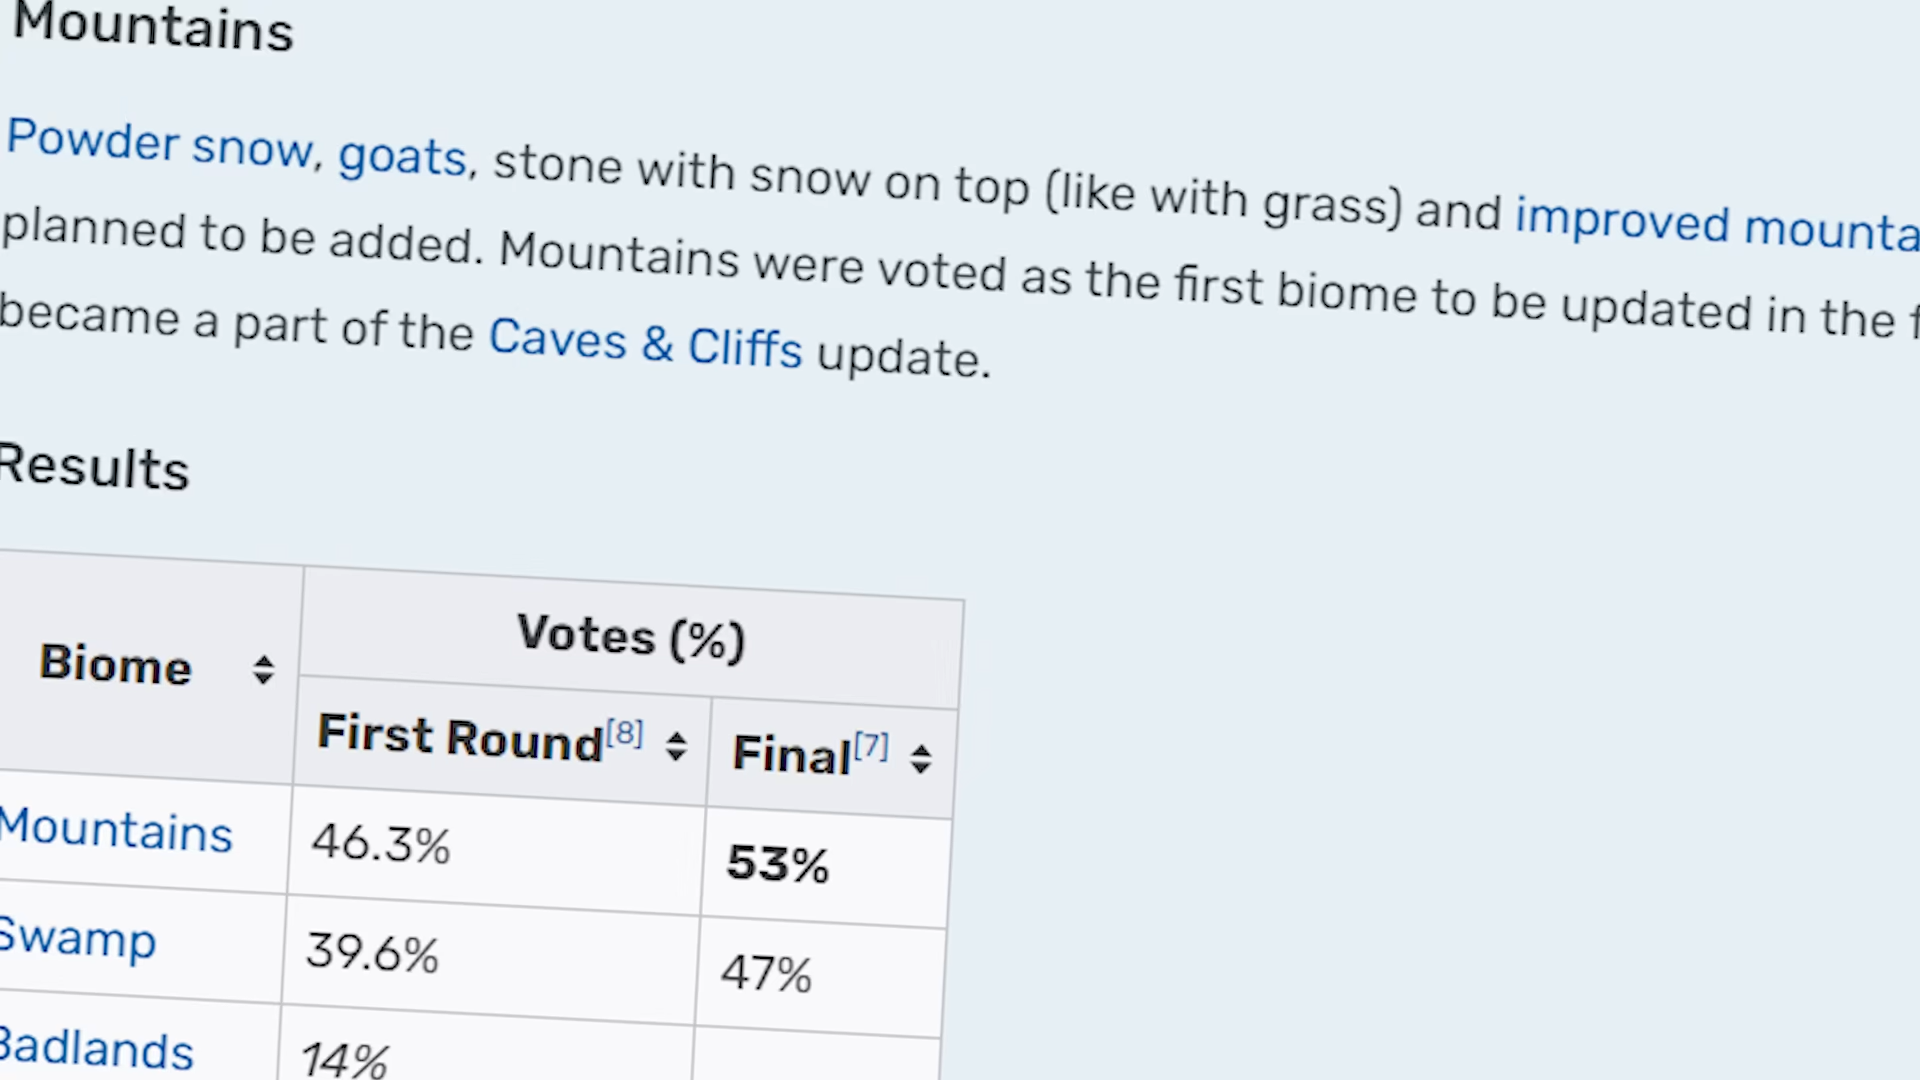 Mountains
Powder snow, goats, stone with snow on top (like with grass) and improved
planned to be added. Mountains were voted as the first biome to be updated in the
became a part of the Caves & Cliffs update.
Results
Biome
Votes (%)
First Round[8] Final[7]
Mountains 46.3% 53%
Swamp 39.6% 47%
Badlands 14%